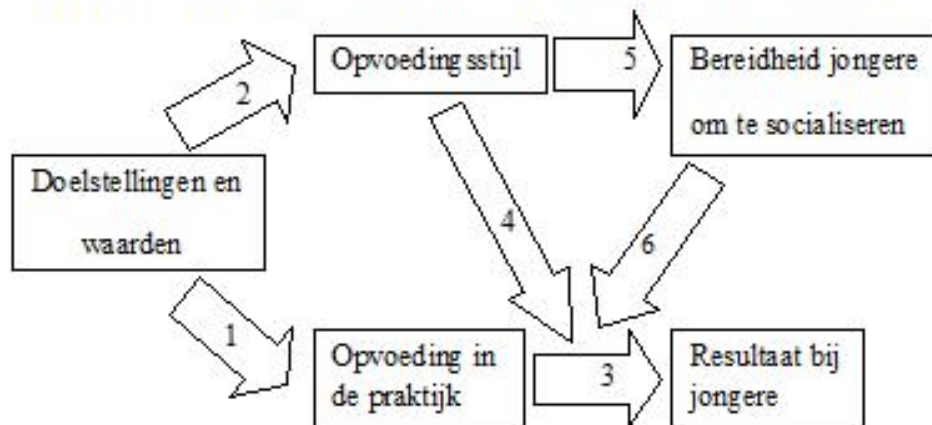 Opvoedingsstijl
5
Bereidheid jongere
om te socialiseren
2
Doelstellingen en
waarden
4
6
1
Opvoeding in
de praktijk
3
Resultaat bij
jongere